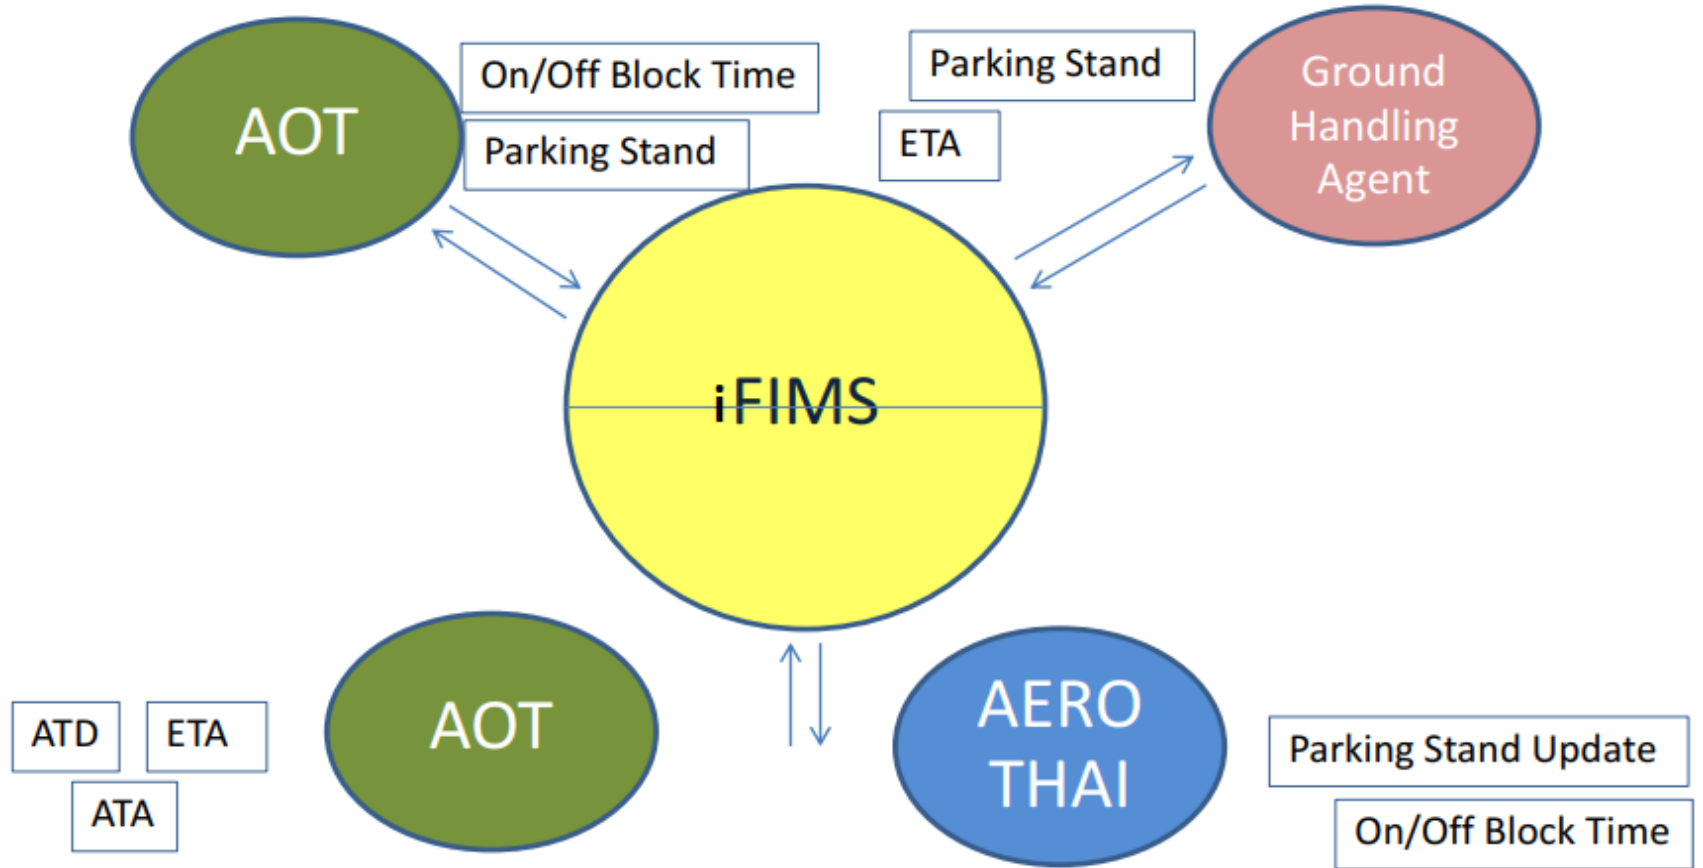 AOT
On/Off Block Time
Parking Stand
Parking Stand
ETA
Ground
Handling
Agent
iFIMS
ATD
ETA
ATA
AOT
AERO
THAI
Parking Stand Update
On/Off Block Time